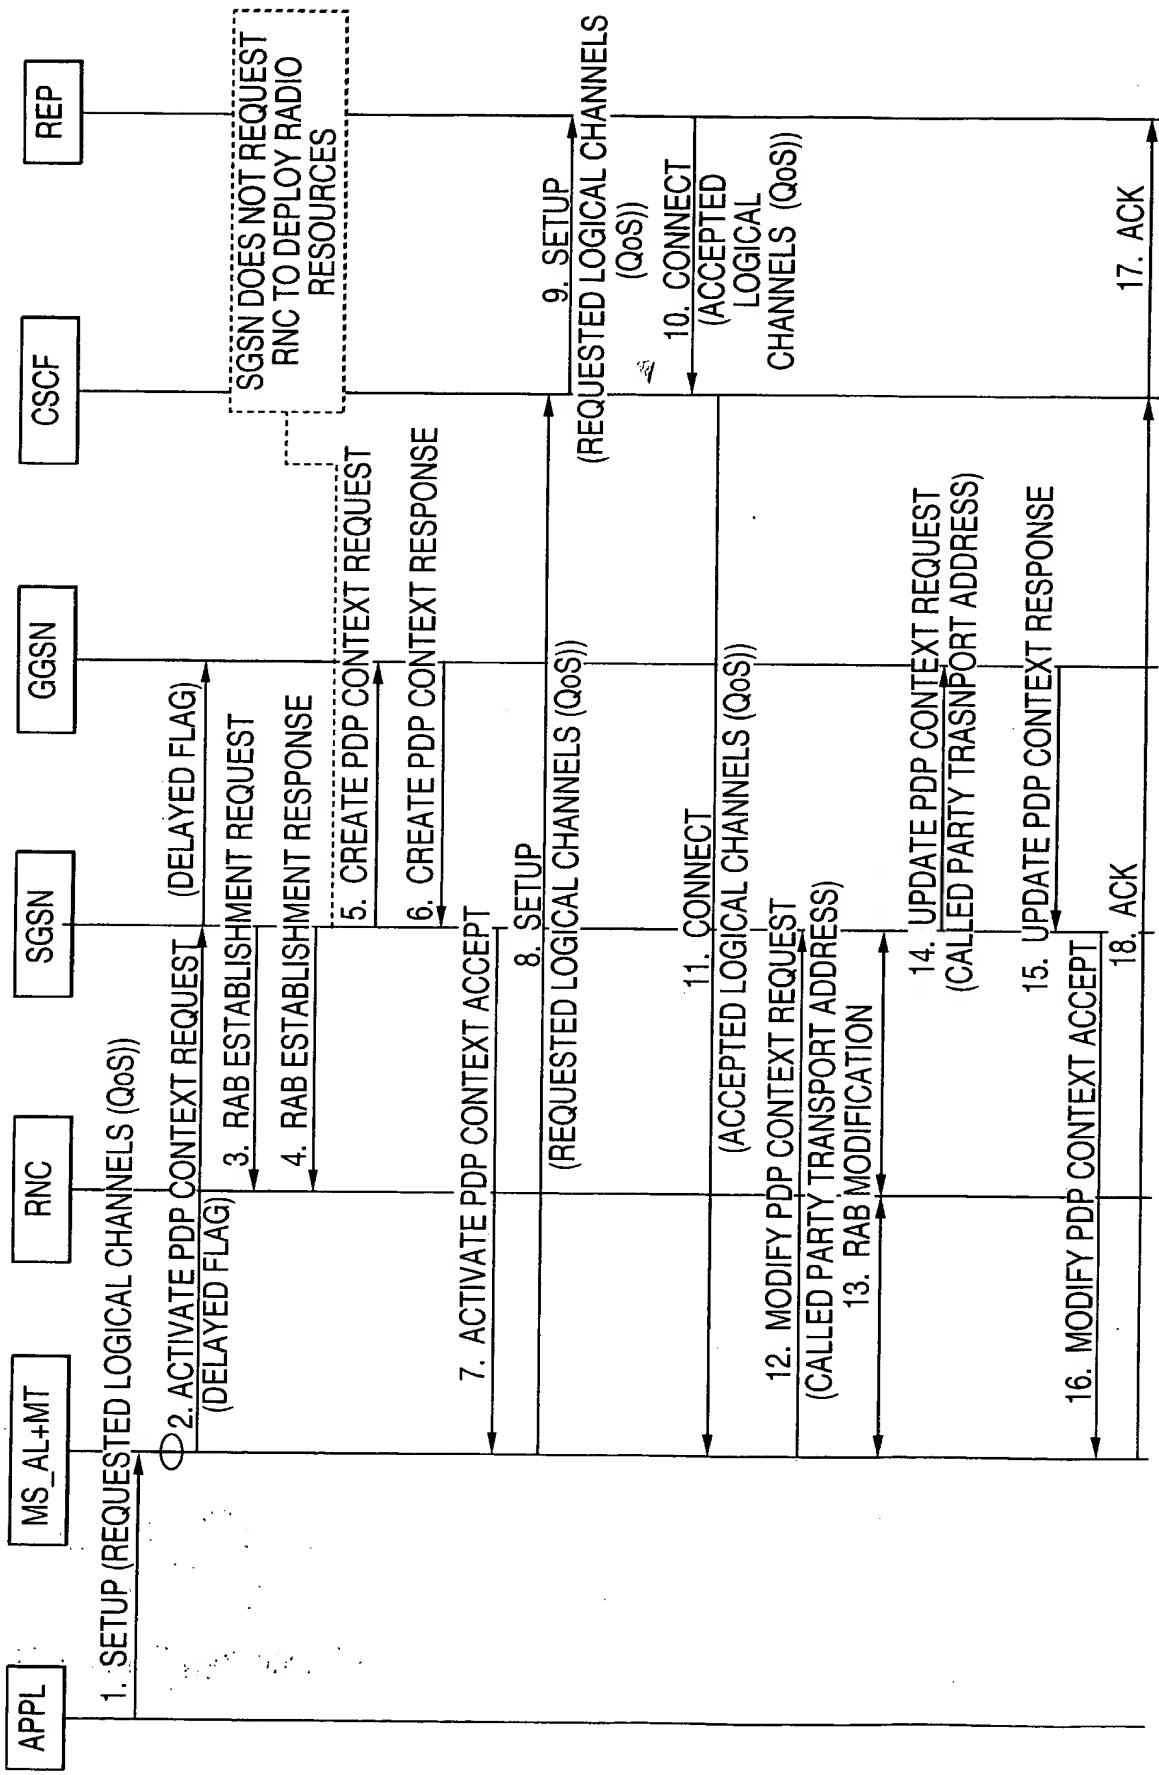 APPL
MS_AL+MT
RNC
SGSN
GGSN
CSCF
REP
1. SETUP (REQUESTED LOGICAL CHANNELS (QoS))
2. ACTIVATE PDP CONTEXT REQUEST
(DELAYED FLAG)
(DELAYED FLAG)
SGSN DOES NOT REQUEST
RNC TO DEPLOY RADIO
RESOURCES
3. RAB ESTABLISHMENT REQUEST
4. RAB ESTABLISHMENT RESPONSE
5. CREATE PDP CONTEXT REQUEST
6. CREATE PDP CONTEXT RESPONSE
7. ACTIVATE PDP CONTEXT ACCEPT
8. SETUP
(REQUESTED LOGICAL CHANNELS (QoS))
9. SETUP
(REQUESTED LOGICAL CHANNELS
(QoS))
10. CONNECT
(ACCEPTED
LOGICAL
CHANNELS (QoS))
11. CONNECT
(ACCEPTED LOGICAL CHANNELS (QoS))
12. MODIFY PDP CONTEXT REQUEST
(CALLED PARTY TRANSPORT ADDRESS)
13. RAB MODIFICATION
14. UPDATE PDP CONTEXT REQUEST
(CALLED PARTY TRASNPORT ADDRESS)
15. UPDATE PDP CONTEXT RESPONSE
16. MODIFY PDP CONTEXT ACCEPT
17. ACK
18. ACK